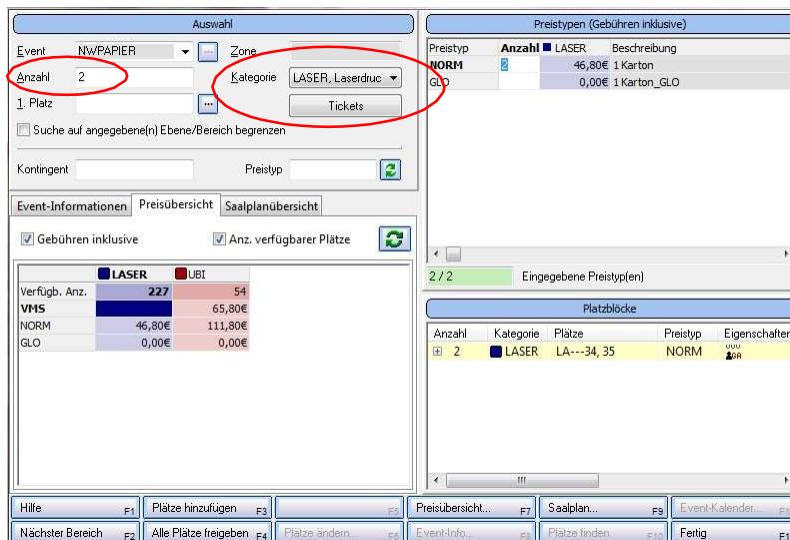 Auswahl
Event NWPAPIER ... Zone
Anzahl 2 Kategorie LASER, Laserdruc
1. Platz ... Tickets
Suche auf angegebene(n) Ebene/Bereich begrenzen
Kontingent Preistyp
Event-Informationen Preisübersicht Saalplanübersicht
Gebühren inklusive Anz. verfügbarer Plätze
LASER UBI
Verfügb. Anz. 227 54
VMS 65,80€
NORM 46,80€ 111,80€
GLO 0,00€ 0,00€
Preistypen (Gebühren inklusive)
Preistyp Anzahl LASER Beschreibung
NORM 2 46,80€ 1 Karton
GLO 0,00€ 1 Karton_GLO
2 / 2 Eingegebene Preistyp(en)
Platzblöcke
Anzahl Kategorie Plätze Preistyp Eigenschaften
2 LASER LA---34, 35 NORM GA
Hilfe F1 Plätze hinzufügen F3 F5 Preisübersicht... F7 Saalplan... F9 Event-Kalender...
Nächster Bereich F2 Alle Plätze freigeben F4 Plätze ändern... F6 Event-Info... F8 Plätze finden F10 Fertig